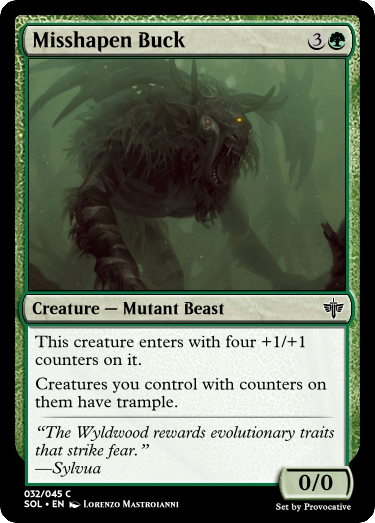 Misshapen Buck 3
Creature — Mutant Beast
This creature enters with four +1/+1
counters on it.
Creatures you control with counters on
them have trample.
“The Wyldwood rewards evolutionary traits
that strike fear.”
—Sylvua
0/0
032/045 C
SOL • EN Lorenzo Mastroianni
Set by Provocative